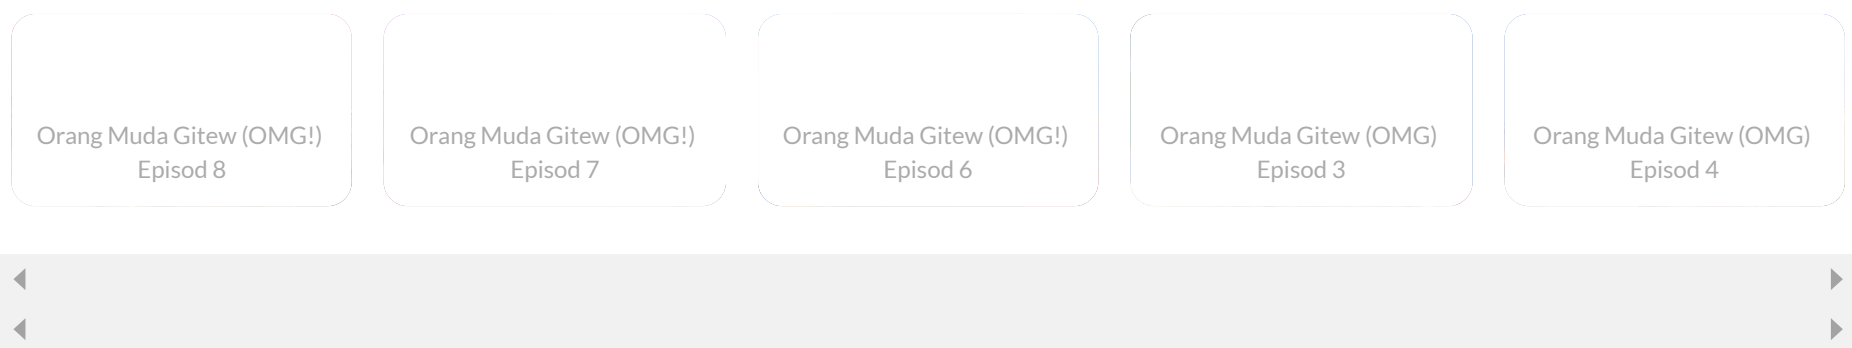 Orang Muda Gitew (OMG!)
Episod 8
Orang Muda Gitew (OMG!)
Episod 7
Orang Muda Gitew (OMG!)
Episod 6
Orang Muda Gitew (OMG)
Episod 3
Orang Muda Gitew (OMG)
Episod 4